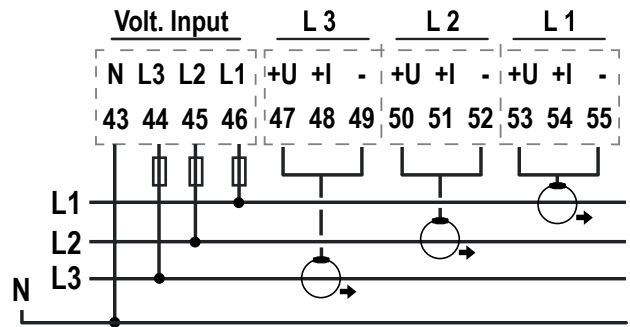 Volt. Input L 3 L 2 L 1
N L3 L2 L1 +U +I - +U +I - +U +I -
43 44 45 46 47 48 49 50 51 52 53 54 55
L1
L2
L3
N